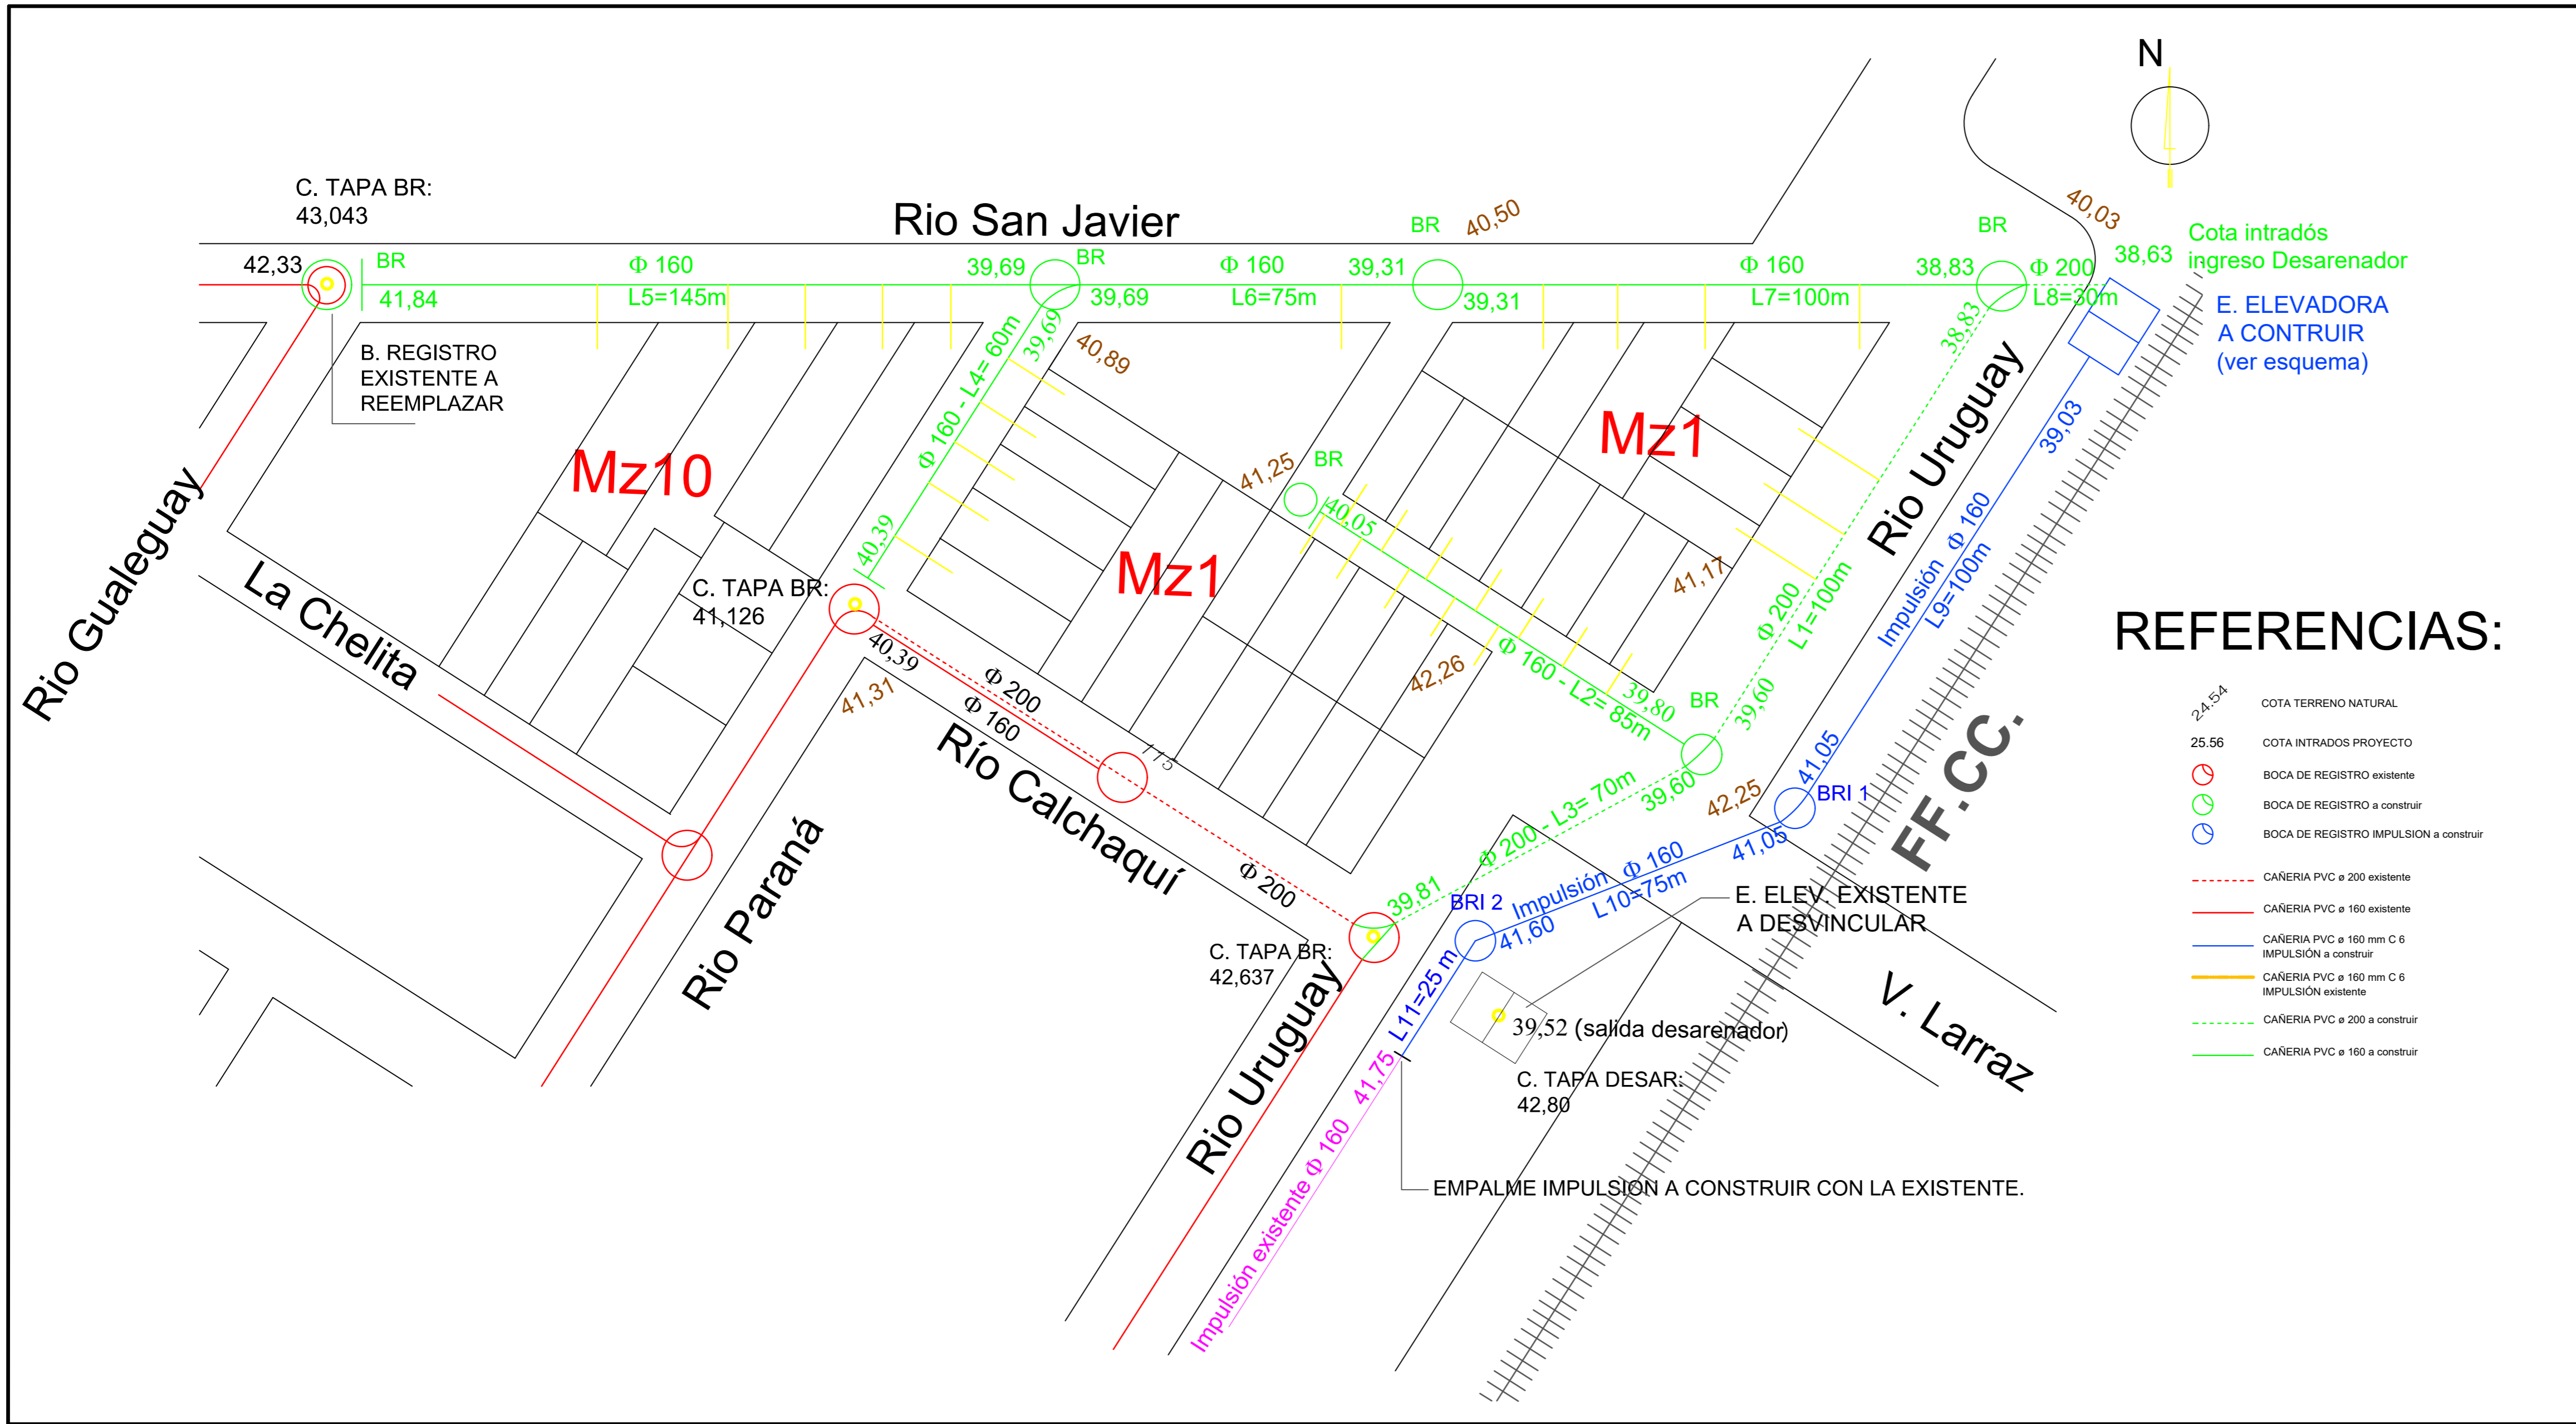 N
C. TAPA BR:
43,043
Rio San Javier
BR
40,50
BR
40,03
38,63
Cota intradós
ingreso Desarenador
42,33
BR
41,84
Φ 160
L5=145m
39,69
BR
39,69
Φ 160
L6=75m
39,31
39,31
Φ 160
L7=100m
38,83
Φ 200
L8=30m
E. ELEVADORA
A CONTRUIR
(ver esquema)
B. REGISTRO
EXISTENTE A
REEMPLAZAR
Φ 160 - L4= 60m
39,69
40,89
38,83
Rio Uruguay
39,03
Mz10
Mz1
41,25
BR
40,05
40,39
Rio Gualeguay
La Chelita
C. TAPA BR:
41,126
Mz1
41,17
Φ 200
L1=100m
Impulsión Φ 160
L9=100m
40,39
41,31
Φ 200
Φ 160
42,26
Φ 160 - L2= 85m
39,80
BR
39,60
Río Calchaquí
Rio Paraná
Φ 200
39,81
Φ 200 - L3= 70m
39,60
42,25
41,05
BRI 1
41,05
FF.CC.
C. TAPA BR:
42,637
BRI 2
Impulsión Φ 160
L10=75m
41,60
E. ELEV. EXISTENTE
A DESVINCULAR
V. Larraz
Rio Uruguay
L11=25 m
39,52 (salida desarenador)
C. TAPA DESAR:
42,80
41,75
Impulsión existente Φ 160
EMPALME IMPULSION A CONSTRUIR CON LA EXISTENTE.
REFERENCIAS:
24.54
COTA TERRENO NATURAL
25.56
COTA INTRADOS PROYECTO
BOCA DE REGISTRO existente
BOCA DE REGISTRO a construir
BOCA DE REGISTRO IMPULSION a construir
CAÑERIA PVC ø 200 existente
CAÑERIA PVC ø 160 existente
CAÑERIA PVC ø 160 mm C 6
IMPULSIÓN a construir
CAÑERIA PVC ø 160 mm C 6
IMPULSIÓN existente
CAÑERIA PVC ø 200 a construir
CAÑERIA PVC ø 160 a construir